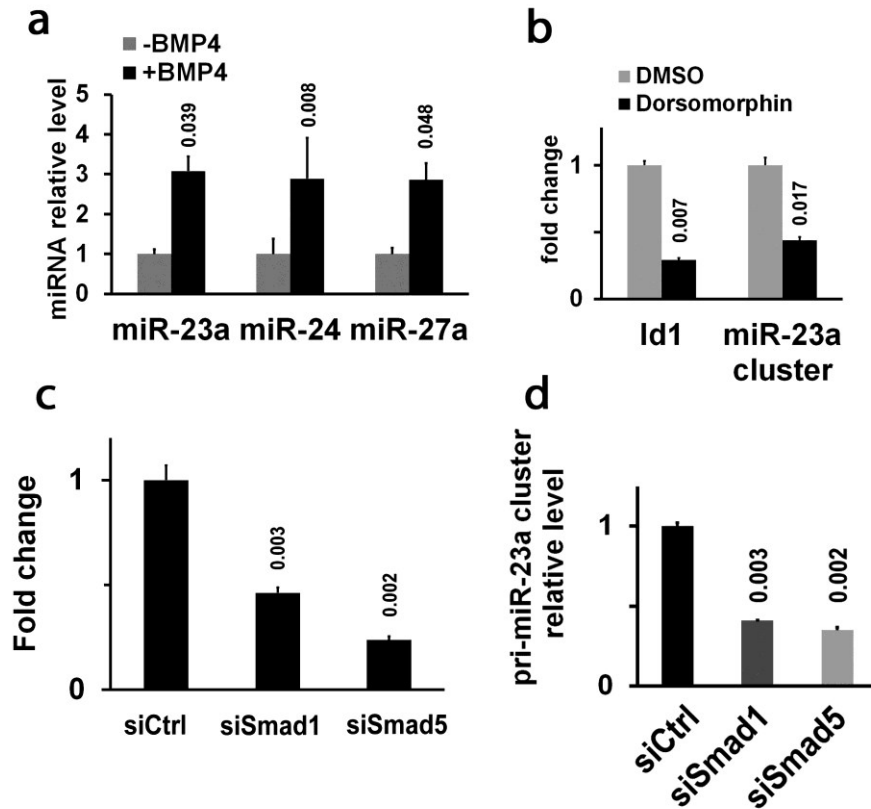 a
-BMP4
+BMP4
miRNA relative level
5
4
3
2
1
0
0.039
0.008
0.048
miR-23a miR-24 miR-27a
b
DMSO
Dorsomorphin
fold change
1
0
0.007
0.017
Id1 miR-23a
cluster
c
Fold change
1
0
0.003
0.002
siCtrl siSmad1 siSmad5
d
pri-miR-23a cluster
relative level
1
0
0.003
0.002
siCtrl
siSmad1
siSmad5